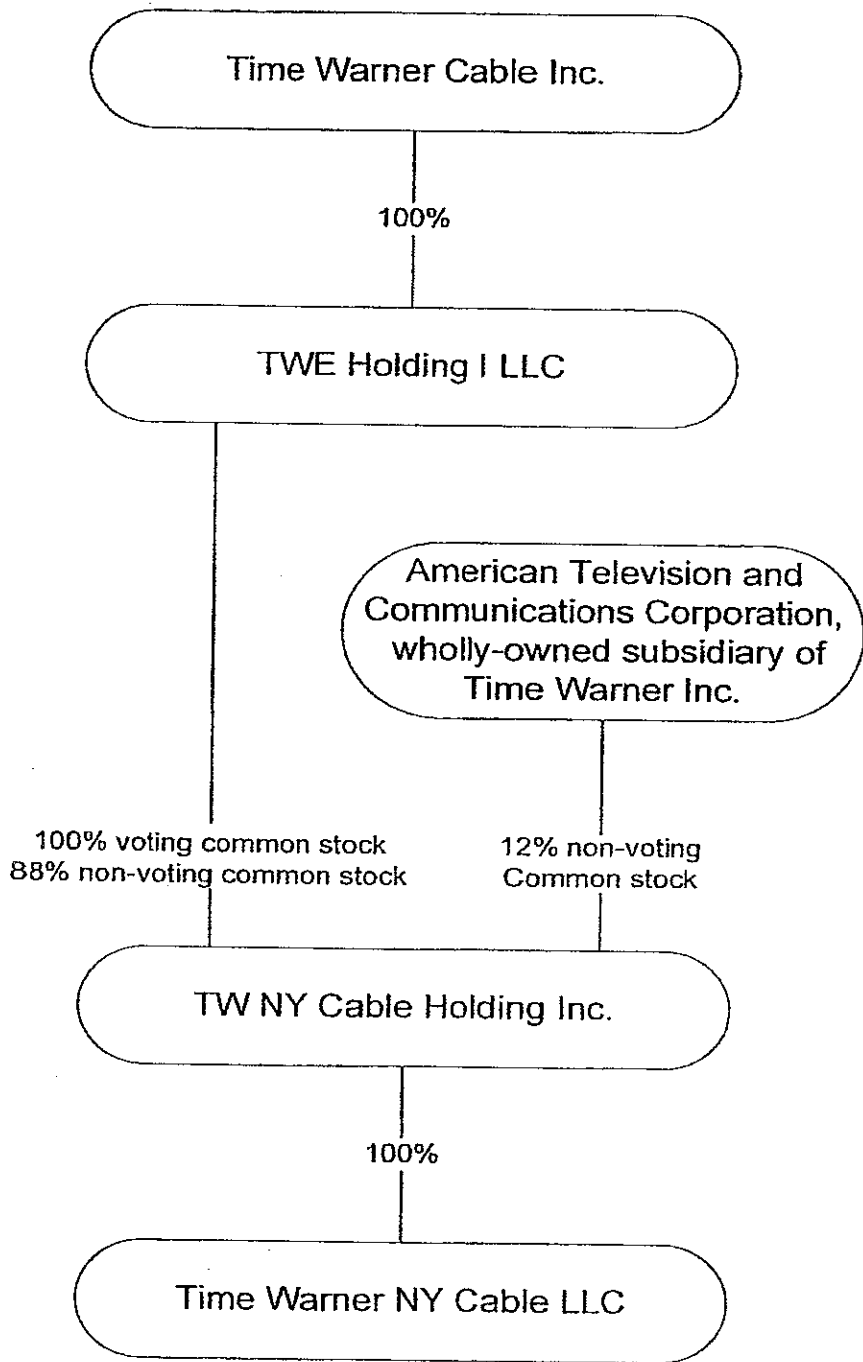 Time Warner Cable Inc.
100%
TWE Holding I LLC
American Television and
Communications Corporation,
wholly-owned subsidiary of
Time Warner Inc.
100% voting common stock
88% non-voting common stock
12% non-voting
Common stock
TW NY Cable Holding Inc.
100%
Time Warner NY Cable LLC